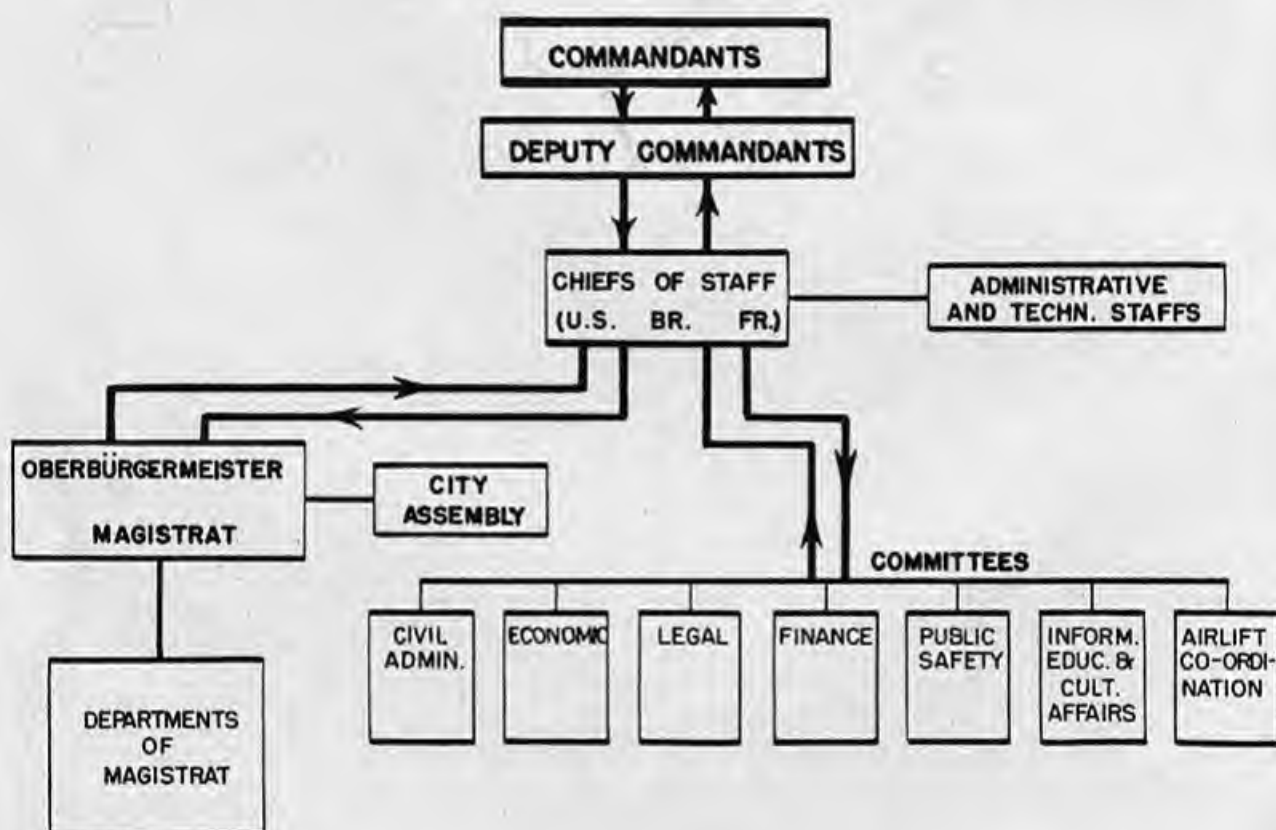 COMMANDANTS
DEPUTY COMMANDANTS
CHIEFS OF STAFF
(U.S. BR. FR.)
ADMINISTRATIVE
AND TECHN. STAFFS
OBERBÜRGERMEISTER
MAGISTRAT
CITY
ASSEMBLY
COMMITTEES
CIVIL
ADMIN.
ECONOMIC
LEGAL
FINANCE
PUBLIC
SAFETY
INFORM.
EDUC. &
CULT.
AFFAIRS
AIRLIFT
CO-ORDI-
NATION
DEPARTMENTS
OF
MAGISTRAT